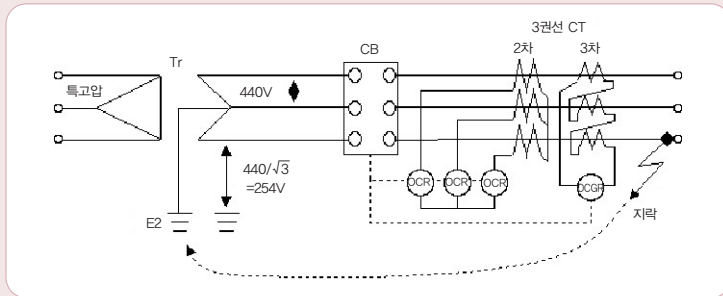 3권선 CT
Tr
CB
2차
3차
특고압
440V
440/√3
=254V
OCR
OCR
OCR
OCGR
E2
지락